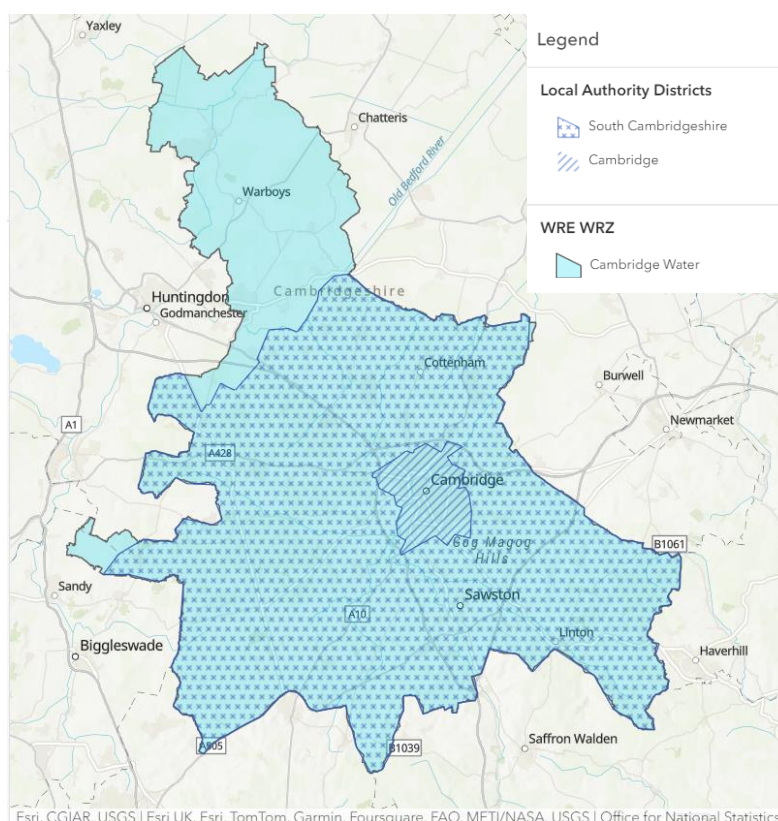 Yaxley
Chatteris
Old Bedford River
Warboys
Huntingdon
Godmanchester
Cambridgeshire
Cottenham
Burwell
Newmarket
A1
A428
Cambridge
Gog Magog
Hills
B1061
Sandy
A10
Sawston
Linton
Biggleswade
Haverhill
A505
B1039
Saffron Walden
Legend
Local Authority Districts
South Cambridgeshire
Cambridge
WRE WRZ
Cambridge Water
Esri, CGIAR, USGS | Esri UK, Esri, TomTom, Garmin, Foursquare, FAO, METI/NASA, USGS | Office for National Statistics